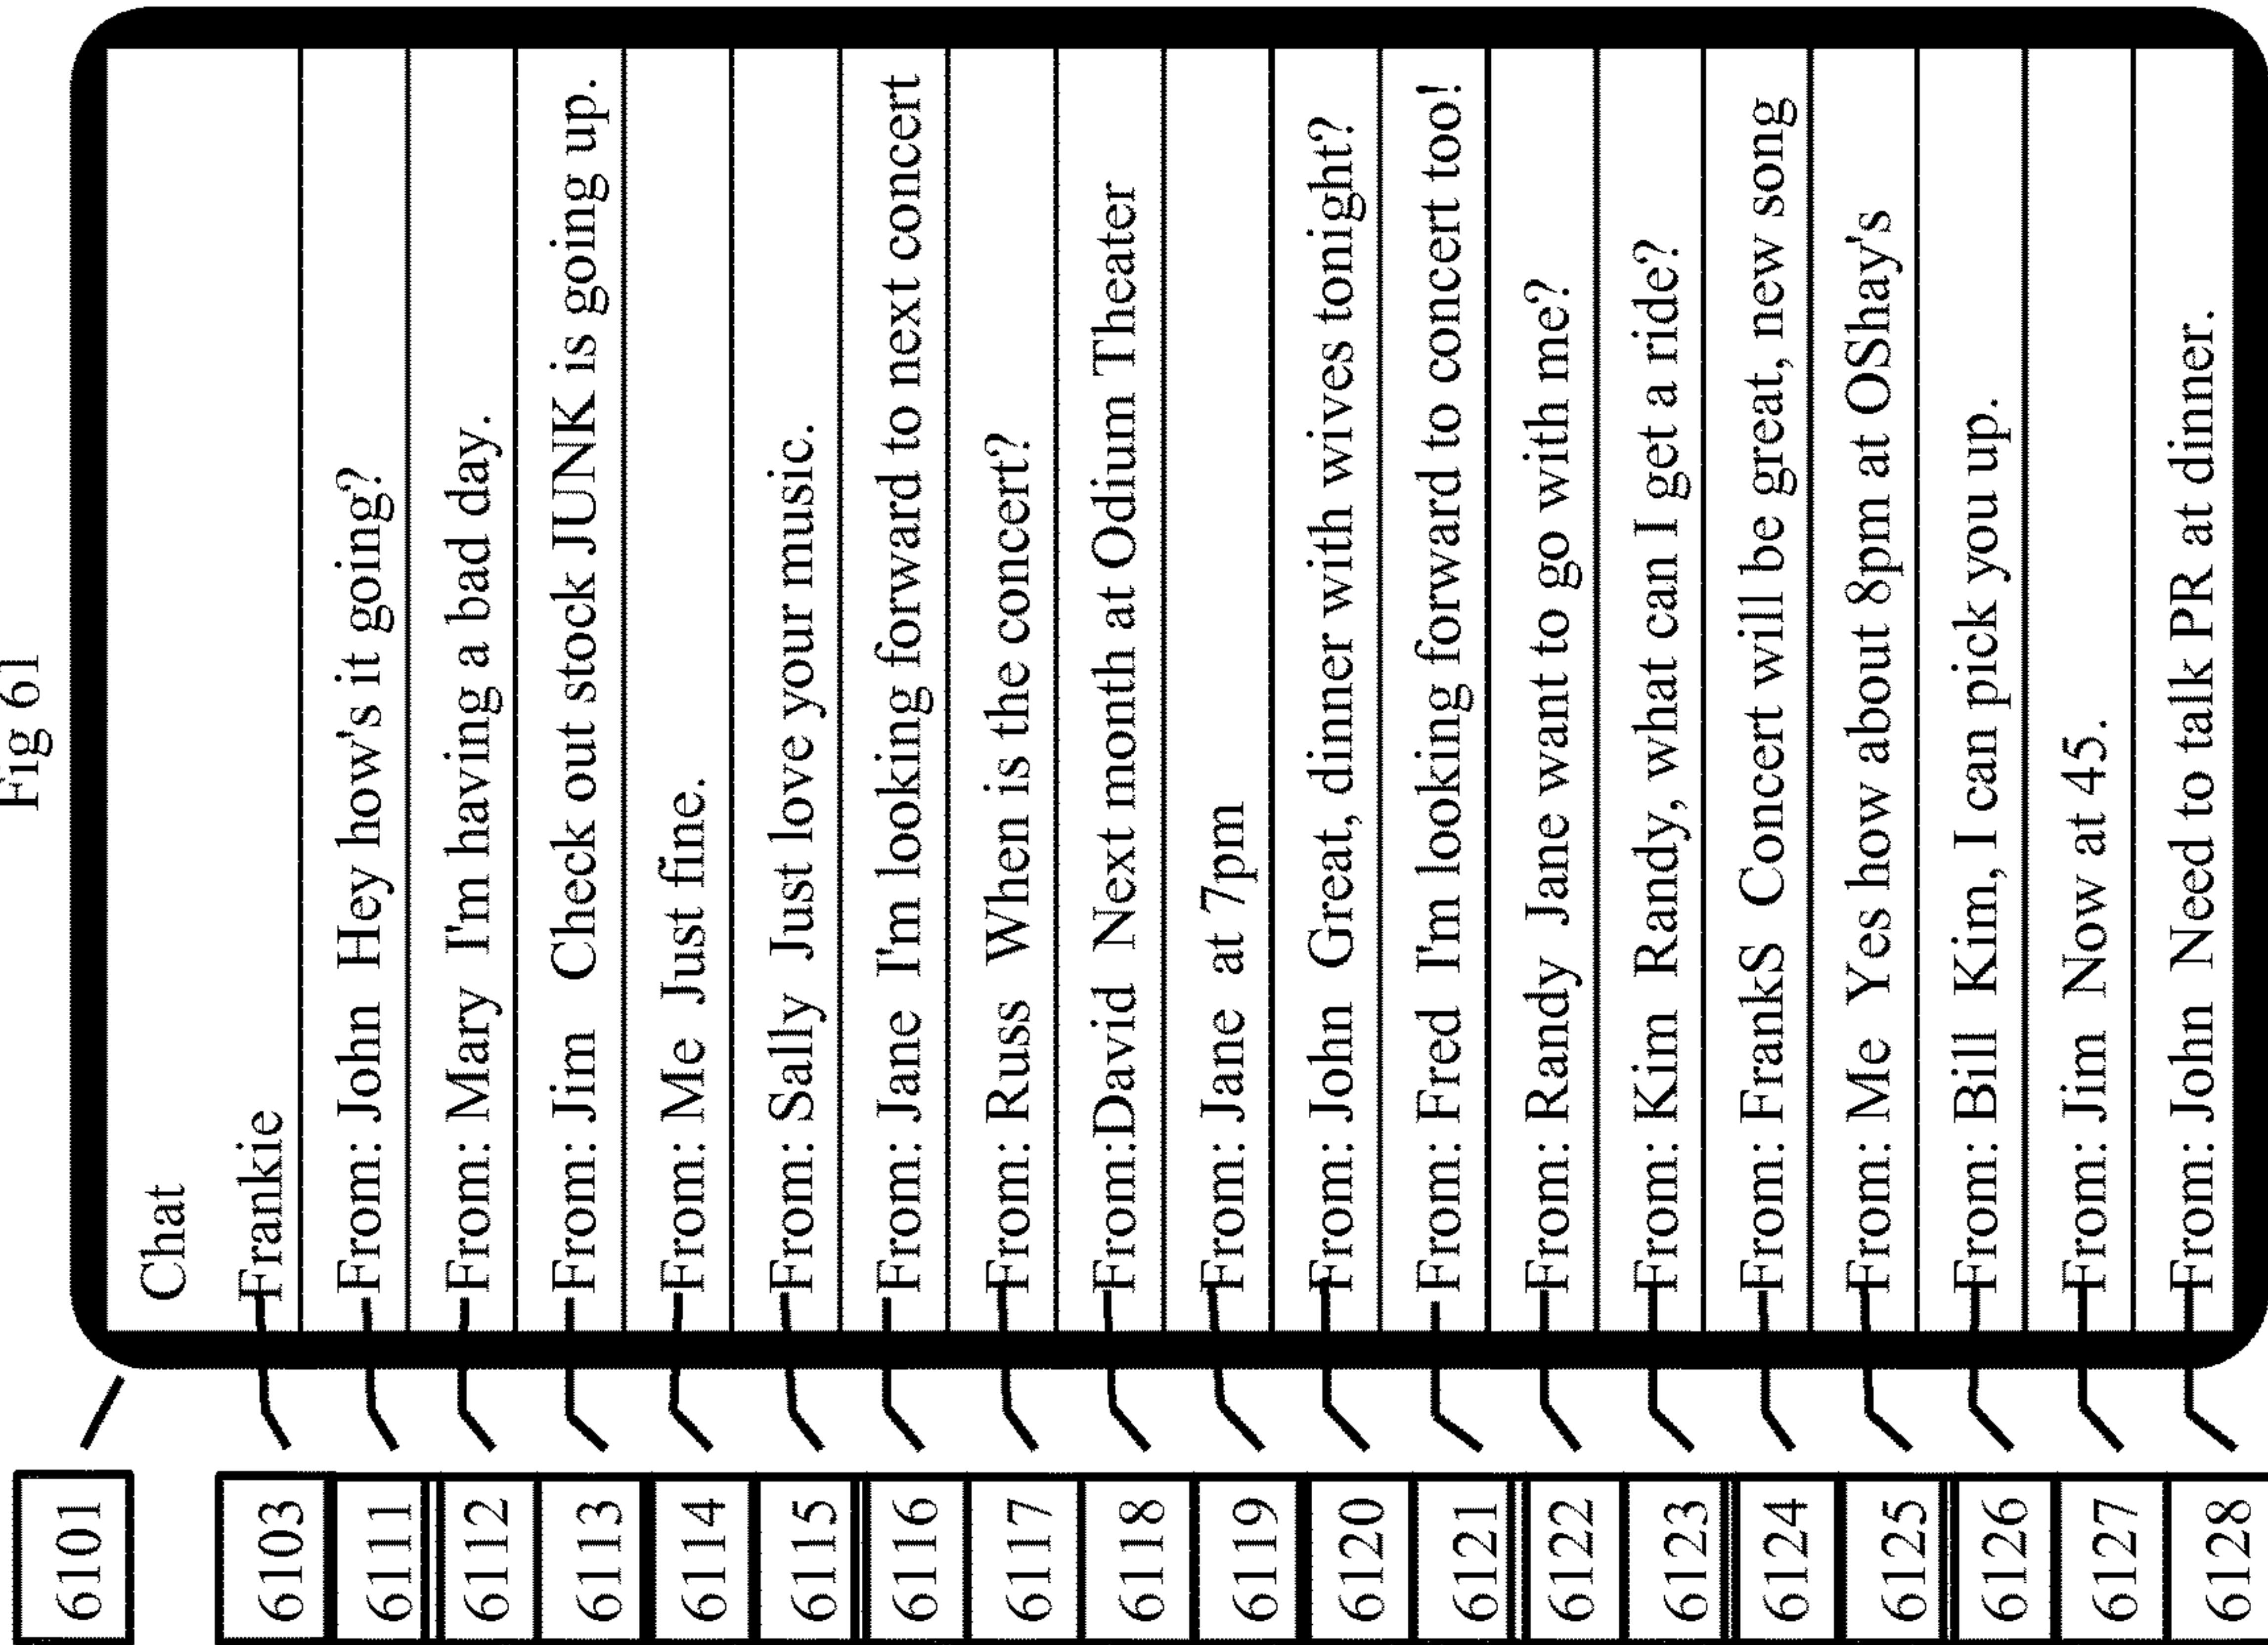 Fig 61
6101
Chat
6103 Frankie
6111 From: John Hey how's it going?
6112 From: Mary I'm having a bad day.
6113 From: Jim Check out stock JUNK is going up.
6114 From: Me Just fine.
6115 From: Sally Just love your music.
6116 From: Jane I'm looking forward to next concert
6117 From: Russ When is the concert?
6118 From:David Next month at Odium Theater
6119 From: Jane at 7pm
6120 From: John Great, dinner with wives tonight?
6121 From: Fred I'm looking forward to concert too!
6122 From: Randy Jane want to go with me?
6123 From: Kim Randy, what can I get a ride?
6124 From: FrankS Concert will be great, new song
6125 From: Me Yes how about 8pm at OShay's
6126 From: Bill Kim, I can pick you up.
6127 From: Jim Now at 45.
6128 From: John Need to talk PR at dinner.